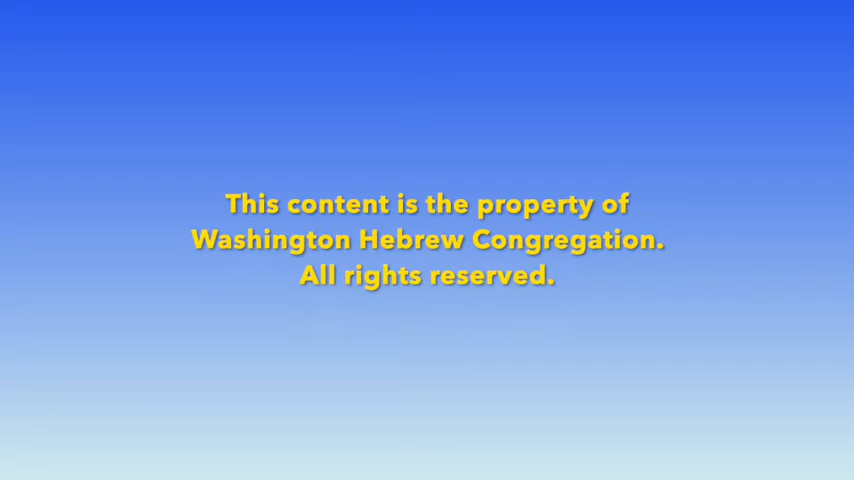 This content is the property of
Washington Hebrew Congregation.
All rights reserved.